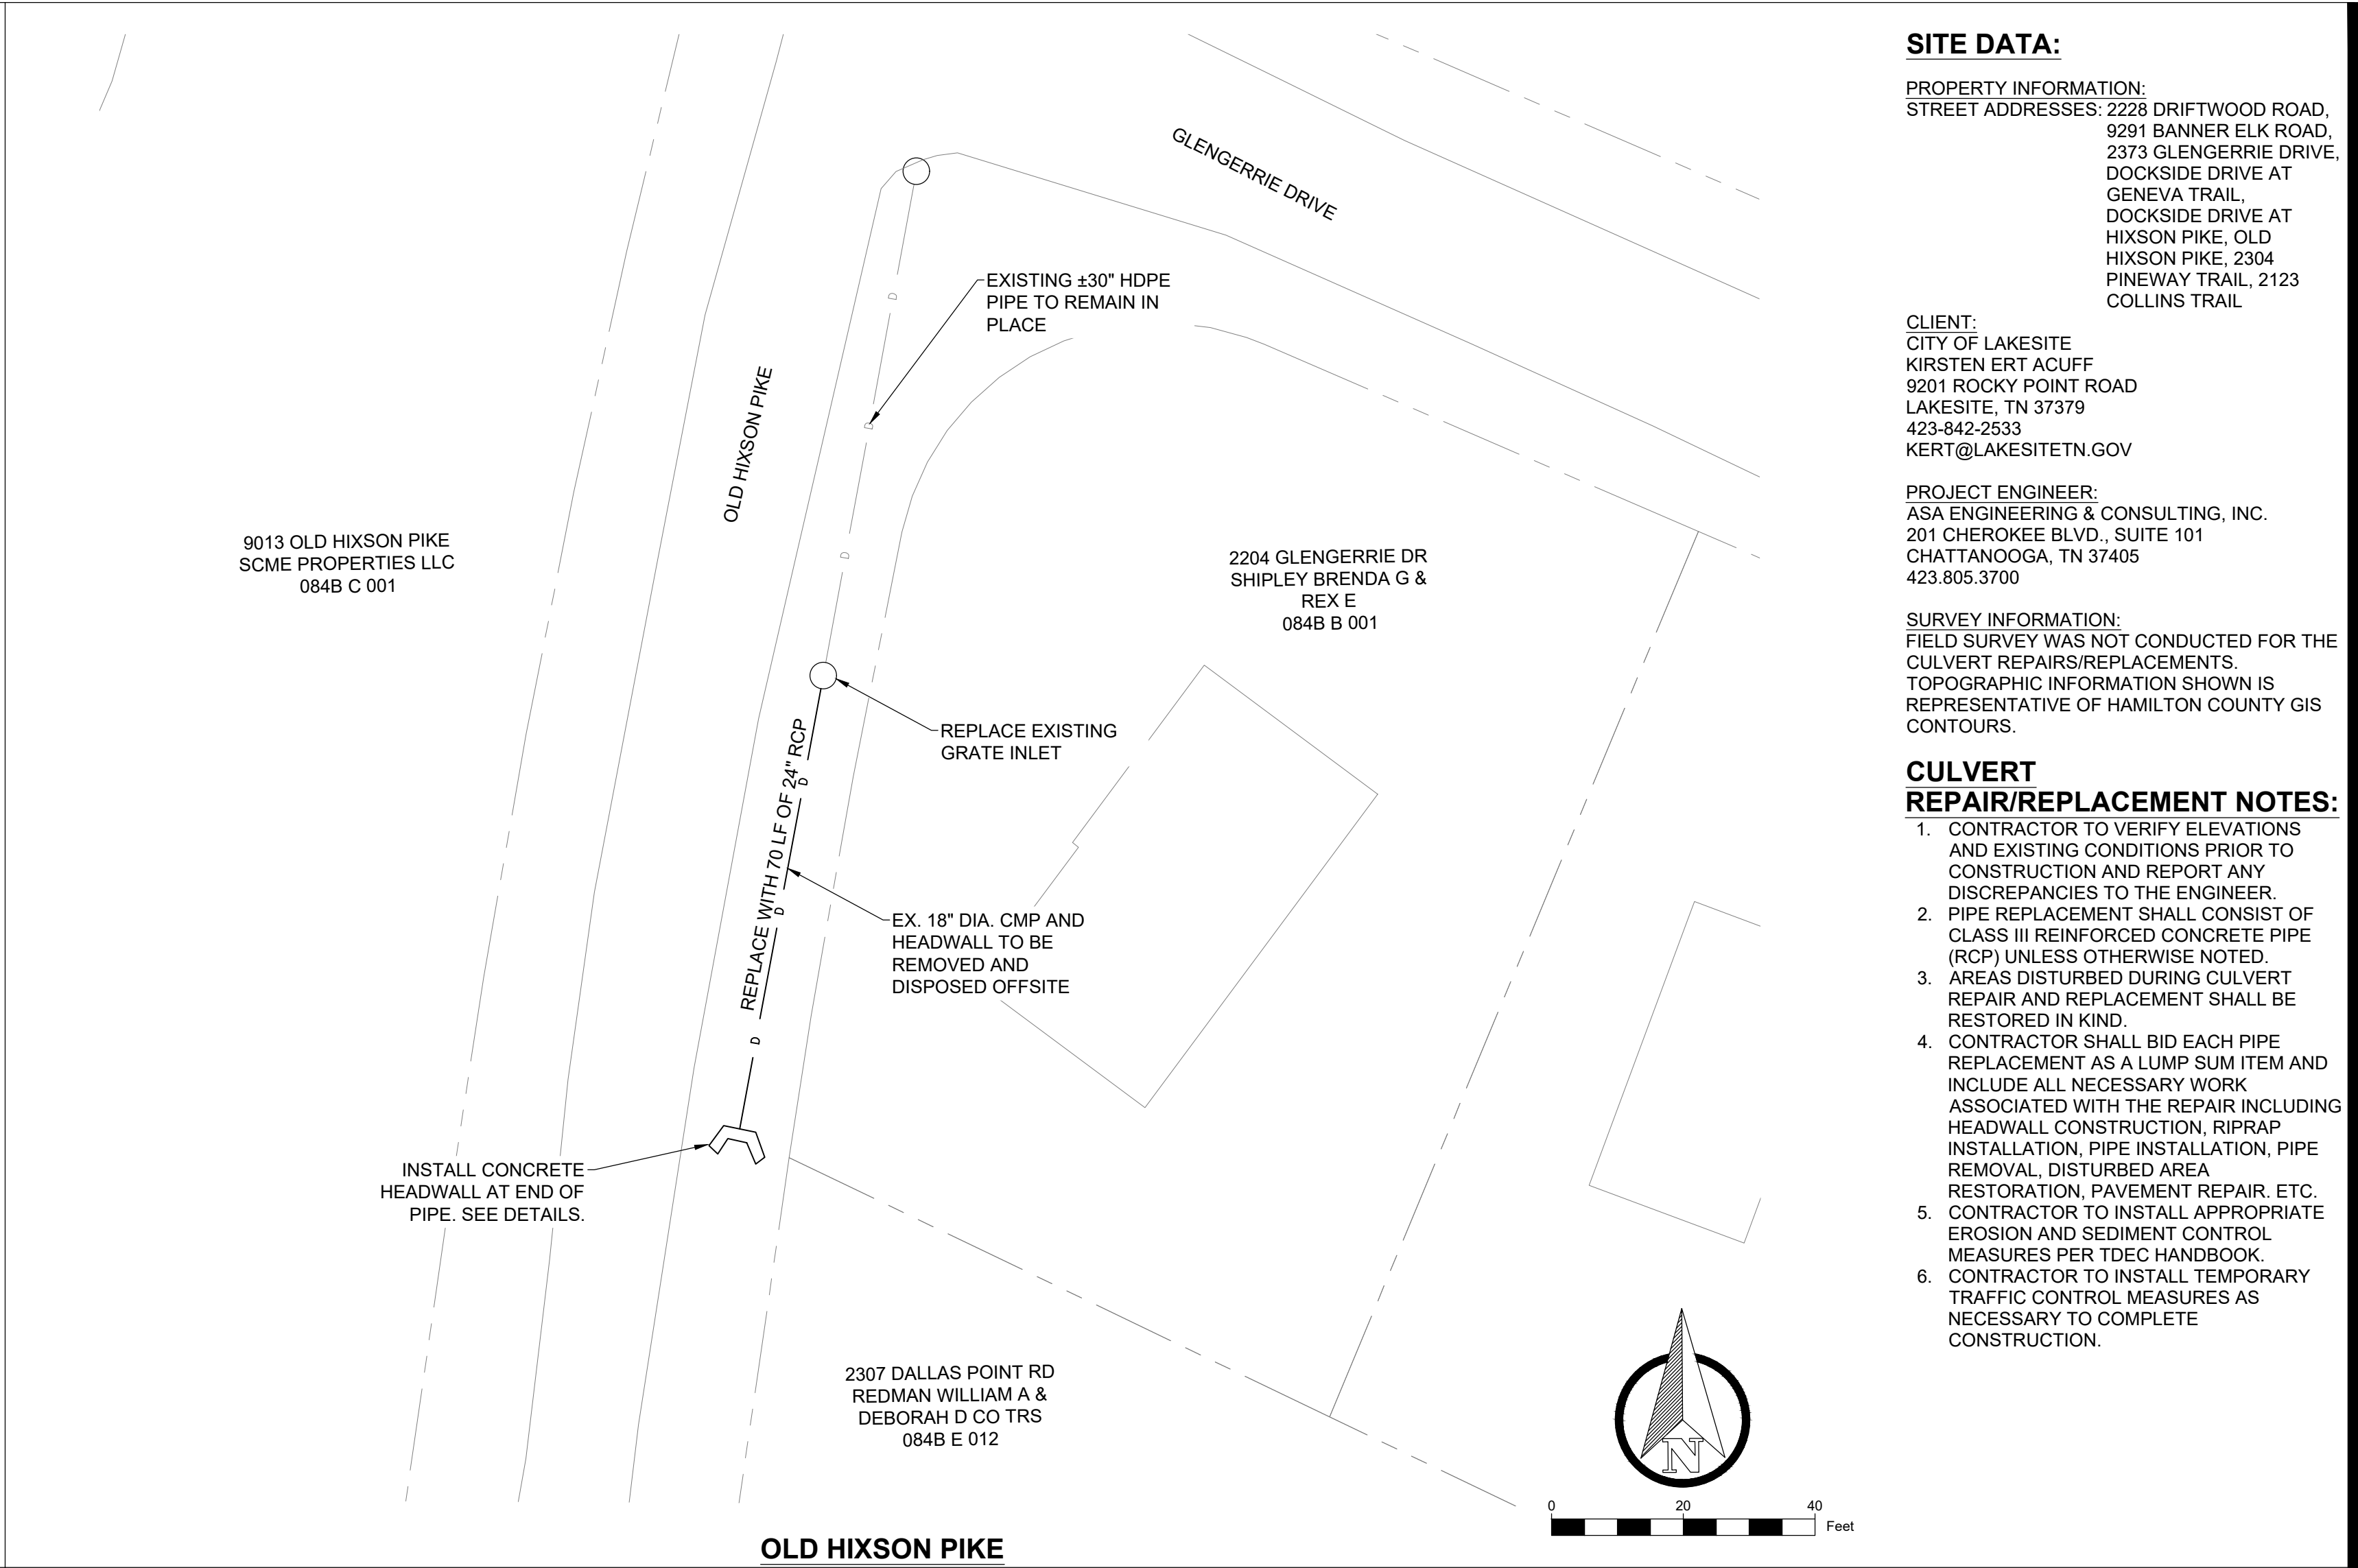 GLENGERRIE DRIVE
EXISTING ±30" HDPE
PIPE TO REMAIN IN
PLACE
D
D
D
OLD HIXSON PIKE
9013 OLD HIXSON PIKE
SCME PROPERTIES LLC
084B C 001
2204 GLENGERRIE DR
SHIPLEY BRENDA G &
REX E
084B B 001
REPLACE EXISTING
GRATE INLET
REPLACE WITH 70 LF OF 24" RCP
D
D
D
EX. 18" DIA. CMP AND
HEADWALL TO BE
REMOVED AND
DISPOSED OFFSITE
INSTALL CONCRETE
HEADWALL AT END OF
PIPE. SEE DETAILS.
2307 DALLAS POINT RD
REDMAN WILLIAM A &
DEBORAH D CO TRS
084B E 012
OLD HIXSON PIKE
SITE DATA:
PROPERTY INFORMATION:
STREET ADDRESSES: 2228 DRIFTWOOD ROAD,
9291 BANNER ELK ROAD,
2373 GLENGERRIE DRIVE,
DOCKSIDE DRIVE AT
GENEVA TRAIL,
DOCKSIDE DRIVE AT
HIXSON PIKE, OLD
HIXSON PIKE, 2304
PINEWAY TRAIL, 2123
COLLINS TRAIL
CLIENT:
CITY OF LAKESITE
KIRSTEN ERT ACUFF
9201 ROCKY POINT ROAD
LAKESITE, TN 37379
423-842-2533
KERT@LAKESITETN.GOV
PROJECT ENGINEER:
ASA ENGINEERING & CONSULTING, INC.
201 CHEROKEE BLVD., SUITE 101
CHATTANOOGA, TN 37405
423.805.3700
SURVEY INFORMATION:
FIELD SURVEY WAS NOT CONDUCTED FOR THE
CULVERT REPAIRS/REPLACEMENTS.
TOPOGRAPHIC INFORMATION SHOWN IS
REPRESENTATIVE OF HAMILTON COUNTY GIS
CONTOURS.
CULVERT
REPAIR/REPLACEMENT NOTES:
1. CONTRACTOR TO VERIFY ELEVATIONS
AND EXISTING CONDITIONS PRIOR TO
CONSTRUCTION AND REPORT ANY
DISCREPANCIES TO THE ENGINEER.
2. PIPE REPLACEMENT SHALL CONSIST OF
CLASS III REINFORCED CONCRETE PIPE
(RCP) UNLESS OTHERWISE NOTED.
3. AREAS DISTURBED DURING CULVERT
REPAIR AND REPLACEMENT SHALL BE
RESTORED IN KIND.
4. CONTRACTOR SHALL BID EACH PIPE
REPLACEMENT AS A LUMP SUM ITEM AND
INCLUDE ALL NECESSARY WORK
ASSOCIATED WITH THE REPAIR INCLUDING
HEADWALL CONSTRUCTION, RIPRAP
INSTALLATION, PIPE INSTALLATION, PIPE
REMOVAL, DISTURBED AREA
RESTORATION, PAVEMENT REPAIR. ETC.
5. CONTRACTOR TO INSTALL APPROPRIATE
EROSION AND SEDIMENT CONTROL
MEASURES PER TDEC HANDBOOK.
6. CONTRACTOR TO INSTALL TEMPORARY
TRAFFIC CONTROL MEASURES AS
NECESSARY TO COMPLETE
CONSTRUCTION.
N
0 20 40
Feet